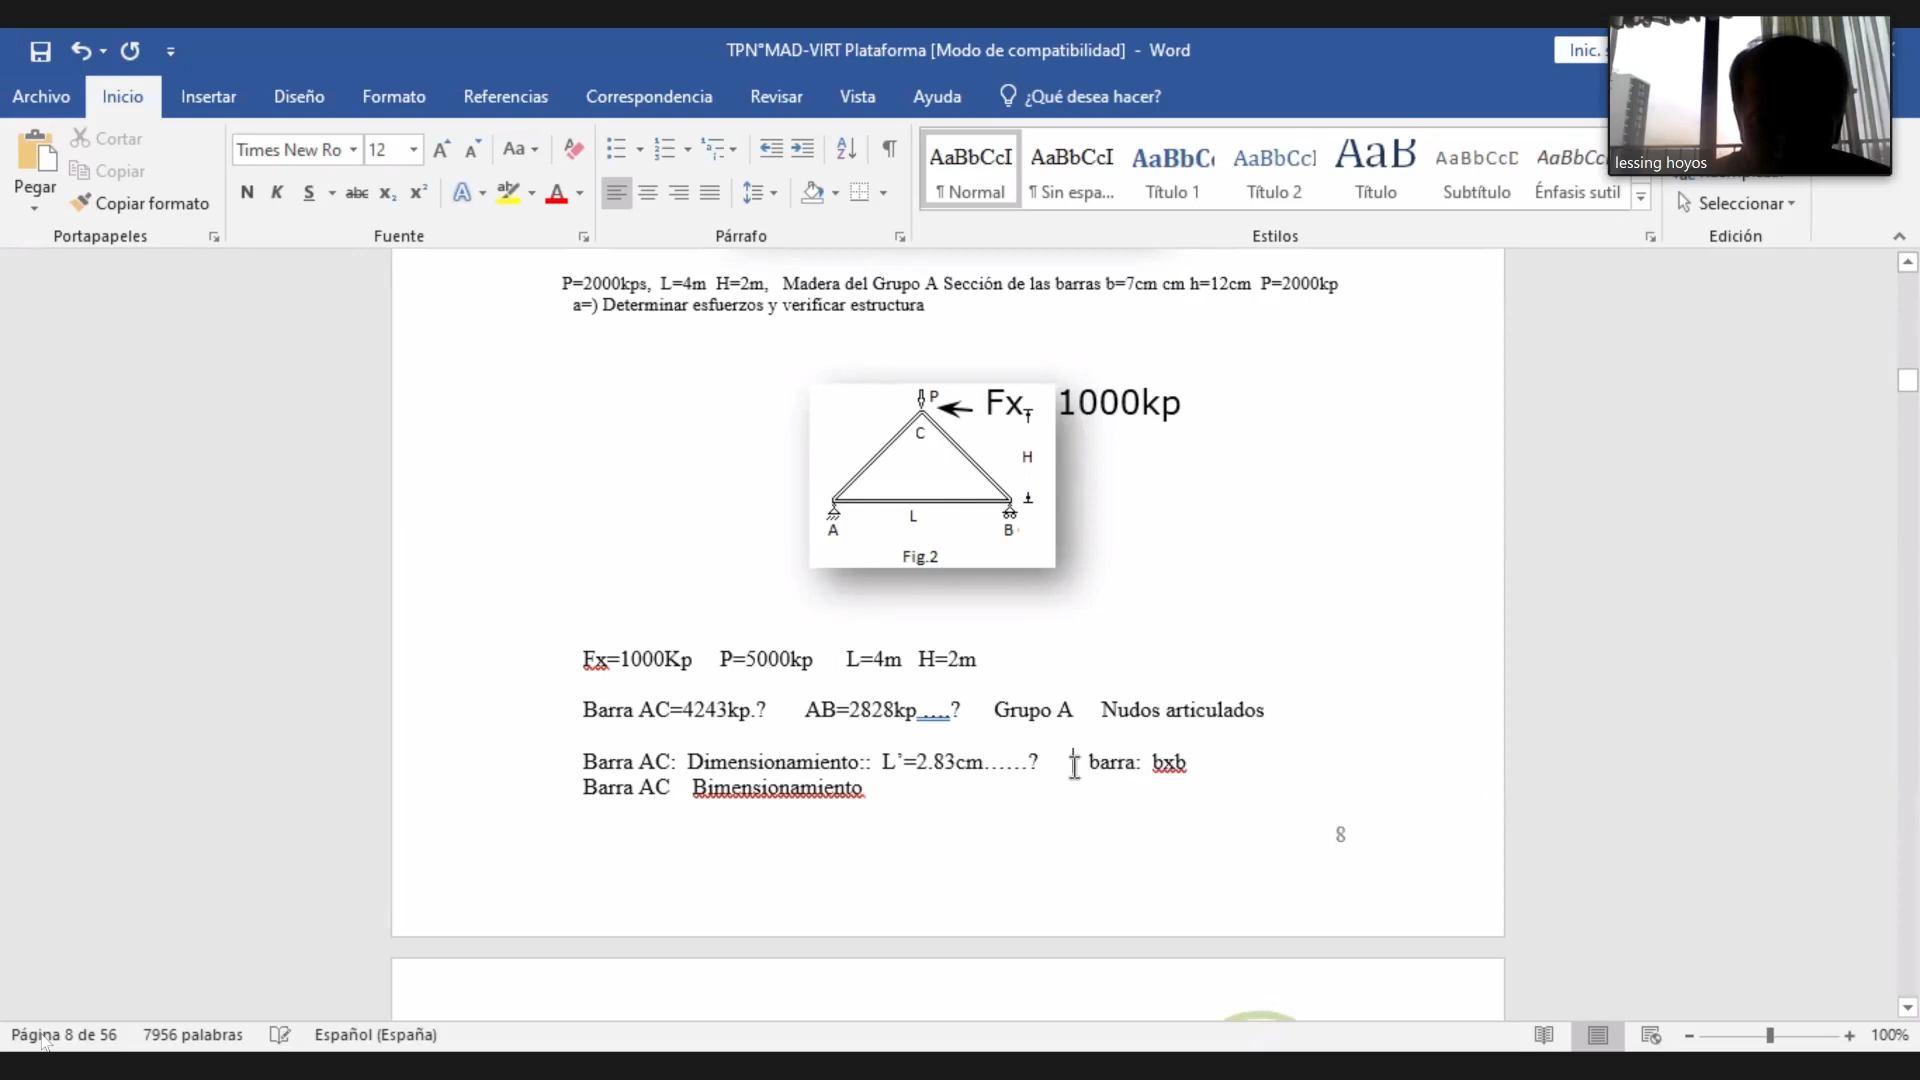 TPN°MAD-VIRT Plataforma [Modo de compatibilidad] - Word
Inic.
Archivo Inicio Insertar Diseño Formato Referencias Correspondencia Revisar Vista Ayuda ¿Qué desea hacer?
lessing hoyos
Pegar
Cortar
Copiar
Copiar formato
Times New Ro 12
Aa
N K S abc x₂ x²
A A
AaBbCcI AaBbCcI AaBbC AaBbCcI AaB AaBbCcD AaBbCc
¶ Normal ¶ Sin espa... Título 1 Título 2 Título Subtítulo Énfasis sutil
Seleccionar
Portapapeles Fuente Párrafo Estilos Edición
P=2000kps, L=4m H=2m, Madera del Grupo A Sección de las barras b=7cm cm h=12cm P=2000kp
a=) Determinar esfuerzos y verificar estructura
P
Fx 1000kp
C
H
L
A
B
Fig.2
Fx=1000Kp P=5000kp L=4m H=2m
Barra AC=4243kp.? AB=2828kp.....? Grupo A Nudos articulados
Barra AC: Dimensionamiento:: L'=2.83cm……? barra: bxb
Barra AC Bimensionamiento
8
Página 8 de 56 7956 palabras Español (España) 100%